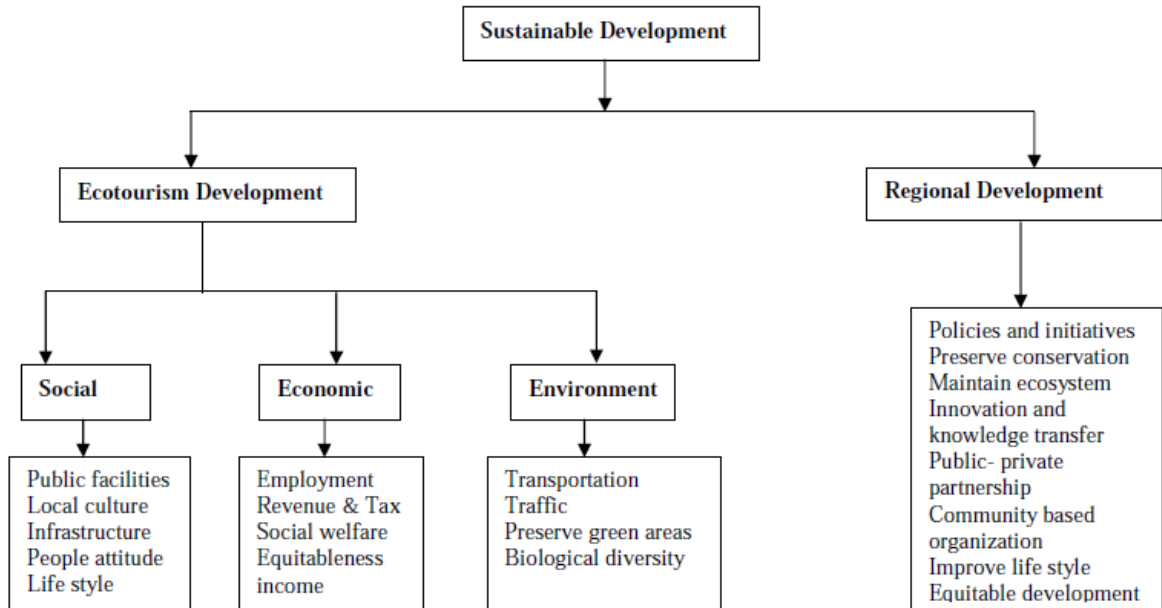 Sustainable Development
Ecotourism Development
Regional Development
Social
Economic
Environment
Public facilities
Local culture
Infrastructure
People attitude
Life style
Employment
Revenue & Tax
Social welfare
Equitableness
income
Transportation
Traffic
Preserve green areas
Biological diversity
Policies and initiatives
Preserve conservation
Maintain ecosystem
Innovation and
knowledge transfer
Public- private
partnership
Community based
organization
Improve life style
Equitable development